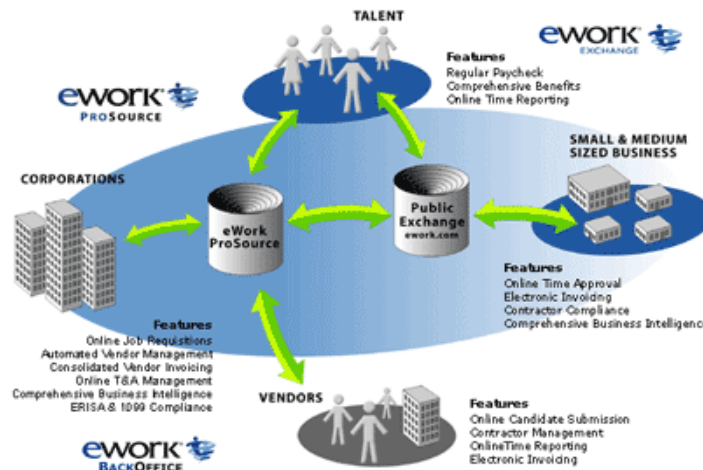 TALENT
ework
EXCHANGE
Features
Regular Paycheck
Comprehensive Benefits
Online Time Reporting
ework
PROSOURCE
SMALL & MEDIUM
SIZED BUSINESS
CORPORATIONS
eWork
ProSource
Public
Exchange
ework.com
Features
Online Time Approval
Electronic Invoicing
Contractor Compliance
Comprehensive Business Intelligence
Features
Online Job Requisitions
Automated Vendor Management
Consolidated Vendor Invoicing
Online T&A Management
Comprehensive Business Intelligence
ERISA & 1099 Compliance
VENDORS
Features
Online Candidate Submission
Contractor Management
OnlineTime Reporting
Electronic Invoicing
ework
BACKOFFICE